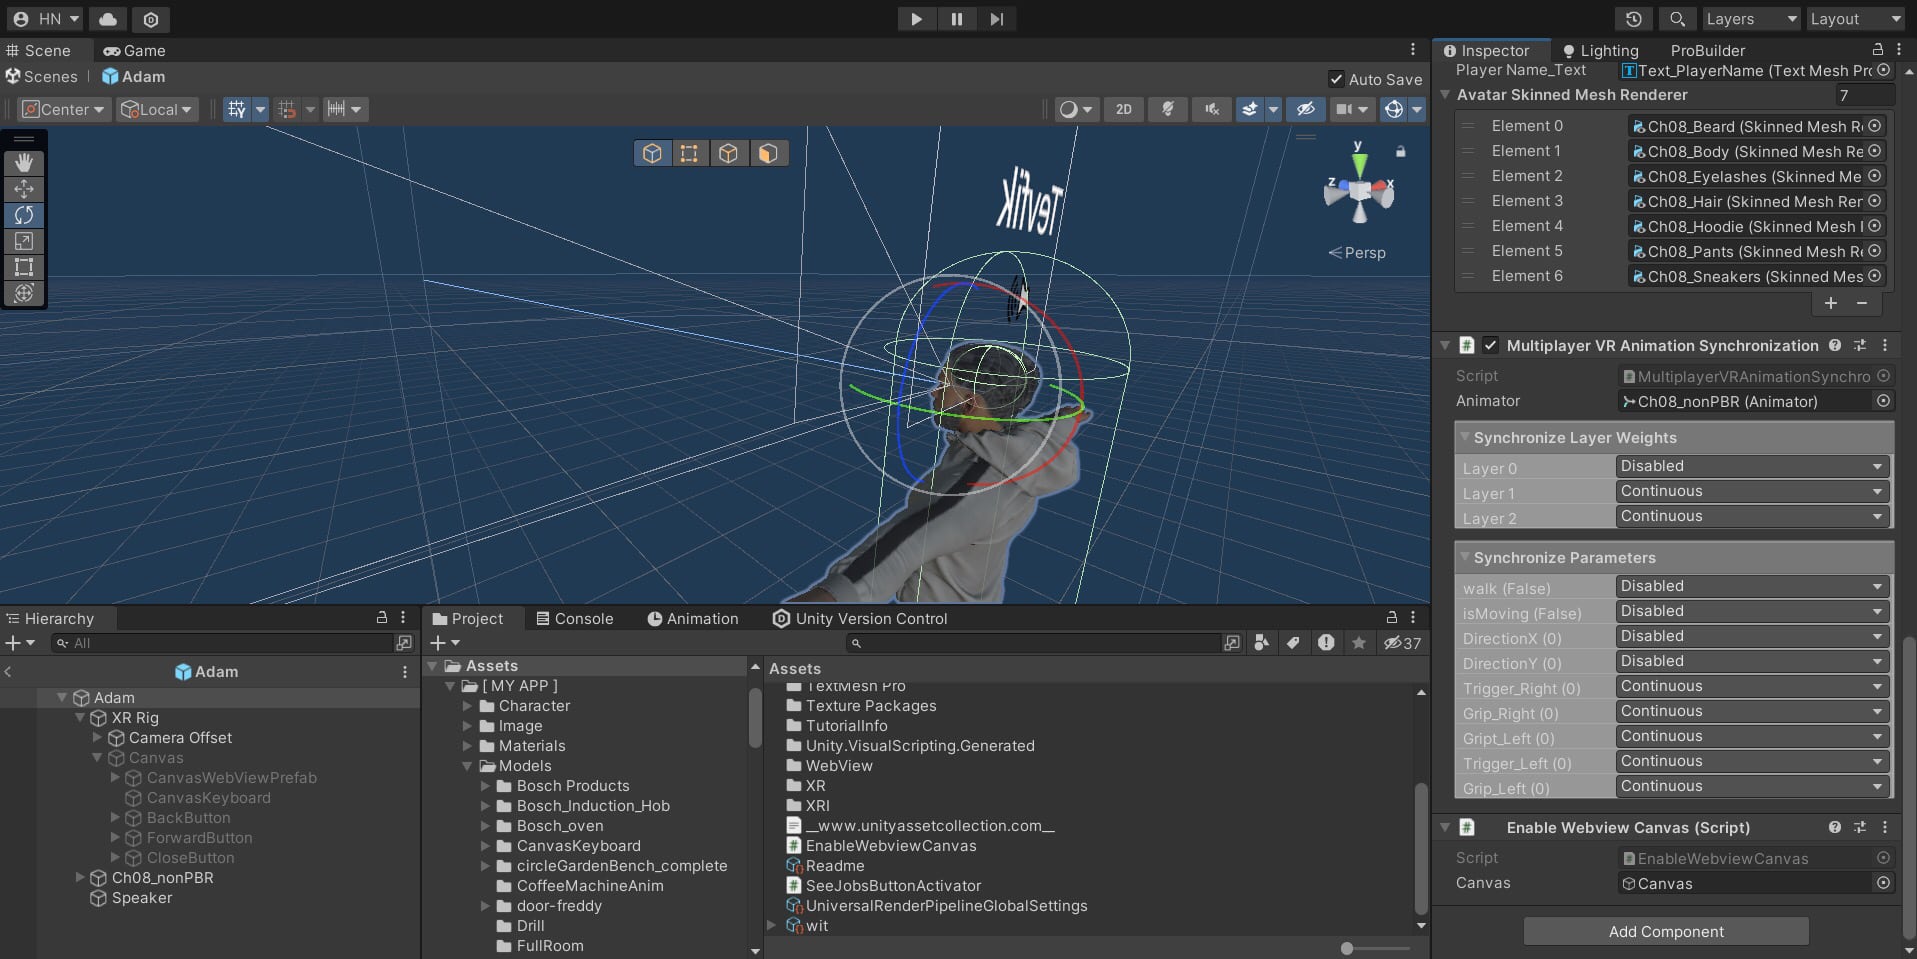 HN
Layers
Layout
Scene
Game
Scenes
Adam
Auto Save
Center
Local
2D
Tevfik
y
z
x
Persp
Inspector
Lighting
ProBuilder
Player Name_Text
Text_PlayerName (Text Mesh Pro
Avatar Skinned Mesh Renderer
7
Element 0
Ch08_Beard (Skinned Mesh Re
Element 1
Ch08_Body (Skinned Mesh Re
Element 2
Ch08_Eyelashes (Skinned Me
Element 3
Ch08_Hair (Skinned Mesh Ren
Element 4
Ch08_Hoodie (Skinned Mesh
Element 5
Ch08_Pants (Skinned Mesh Re
Element 6
Ch08_Sneakers (Skinned Mes
Multiplayer VR Animation Synchronization
Script
MultiplayerVRAnimationSynchro
Animator
Ch08_nonPBR (Animator)
Synchronize Layer Weights
Layer 0
Disabled
Layer 1
Continuous
Layer 2
Continuous
Synchronize Parameters
walk (False)
Disabled
isMoving (False)
Disabled
DirectionX (0)
Disabled
DirectionY (0)
Disabled
Trigger_Right (0)
Continuous
Grip_Right (0)
Continuous
Gript_Left (0)
Continuous
Trigger_Left (0)
Continuous
Grip_Left (0)
Continuous
Enable Webview Canvas (Script)
Script
EnableWebviewCanvas
Canvas
Canvas
Add Component
Hierarchy
All
Adam
Adam
XR Rig
Camera Offset
Canvas
CanvasWebViewPrefab
CanvasKeyboard
BackButton
ForwardButton
CloseButton
Ch08_nonPBR
Speaker
Project
Console
Animation
Unity Version Control
37
Assets
[ MY APP ]
Character
Image
Materials
Models
Bosch Products
Bosch_Induction_Hob
Bosch_oven
CanvasKeyboard
circleGardenBench_complete
CoffeeMachineAnim
door-freddy
Drill
FullRoom
Assets
TextMesh Pro
Texture Packages
TutorialInfo
Unity.VisualScripting.Generated
WebView
XR
XRI
__www.unityassetcollection.com__
EnableWebviewCanvas
Readme
SeeJobsButtonActivator
UniversalRenderPipelineGlobalSettings
wit